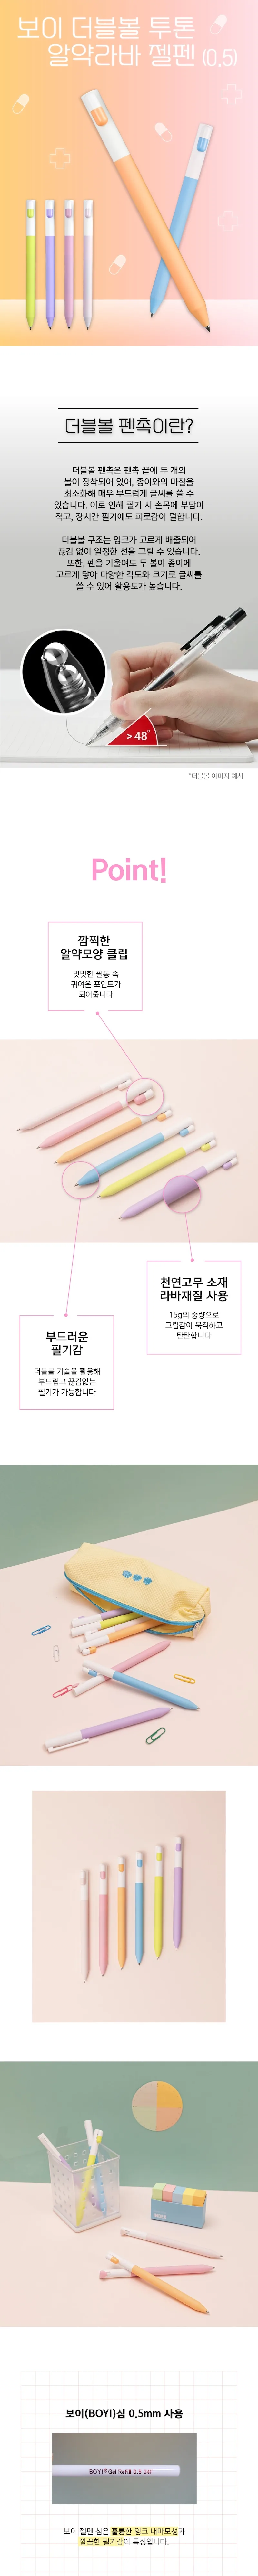 보이 더블볼 투톤
알약라바 젤펜 (0.5)
더블볼 펜촉이란?
더블볼 펜촉은 펜촉 끝에 두 개의
볼이 장착되어 있어, 종이와의 마찰을
최소화해 매우 부드럽게 글씨를 쓸 수
있습니다. 이로 인해 필기 시 손목에 부담이
적고, 장시간 필기에도 피로감이 덜합니다.
더블볼 구조는 잉크가 고르게 배출되어
끊김 없이 일정한 선을 그릴 수 있습니다.
또한, 펜을 기울여도 두 볼이 종이에
고르게 닿아 다양한 각도와 크기로 글씨를
쓸 수 있어 활용도가 높습니다.
> 48°
*더블볼 이미지 예시
Point!
깜찍한
알약모양 클립
밋밋한 필통 속
귀여운 포인트가
되어줍니다
천연고무 소재
라바재질 사용
15g의 중량으로
그립감이 묵직하고
탄탄합니다
부드러운
필기감
더블볼 기술을 활용해
부드럽고 끊김없는
필기가 가능합니다
INDEX
보이(BOYI)심 0.5mm 사용
BOYI® Gel Refill 0.5 24I
보이 젤펜 심은 훌륭한 잉크 내마모성과
깔끔한 필기감이 특징입니다.